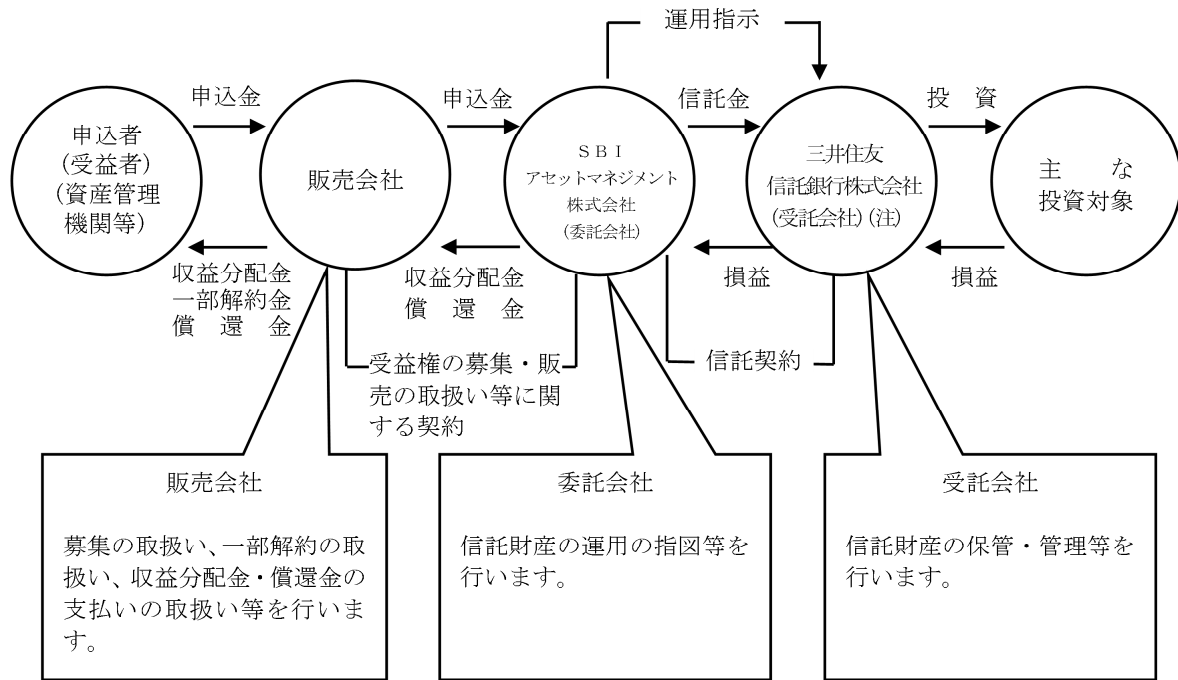 運用指示
申込金
申込金
信託金
投　資
申込者
(受益者)
(資産管理
機関等)
販売会社
ＳＢＩ
アセットマネジメント
株式会社
(委託会社)
三井住友
信託銀行株式会社
(受託会社)(注)
主　　な
投資対象
収益分配金
一部解約金
償　還　金
収益分配金
償　還　金
損益
損益
受益権の募集・販
売の取扱い等に関
する契約
信託契約
販売会社
募集の取扱い、一部解約の取
扱い、収益分配金・償還金の
支払いの取扱い等を行いま
す。
委託会社
信託財産の運用の指図等を
行います。
受託会社
信託財産の保管・管理等を
行います。